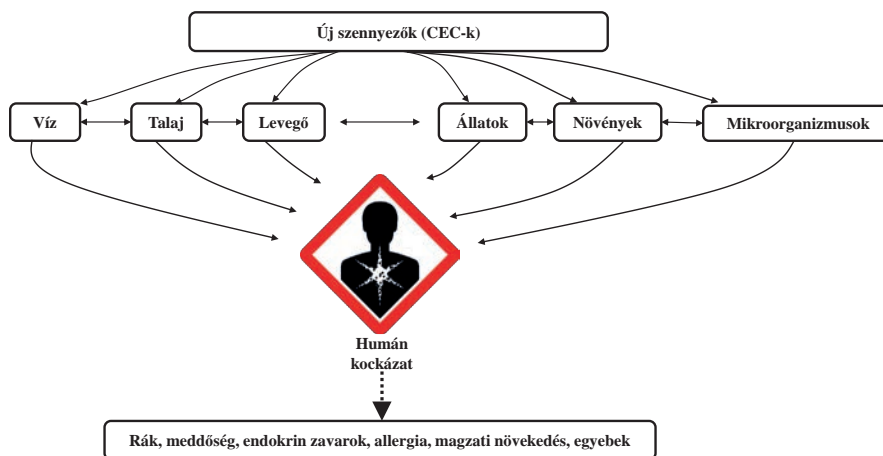 Új szennyezők (CEC-k)
Víz
Talaj
Levegő
Állatok
Növények
Mikroorganizmusok
Humán
kockázat
Rák, meddőség, endokrin zavarok, allergia, magzati növekedés, egyebek